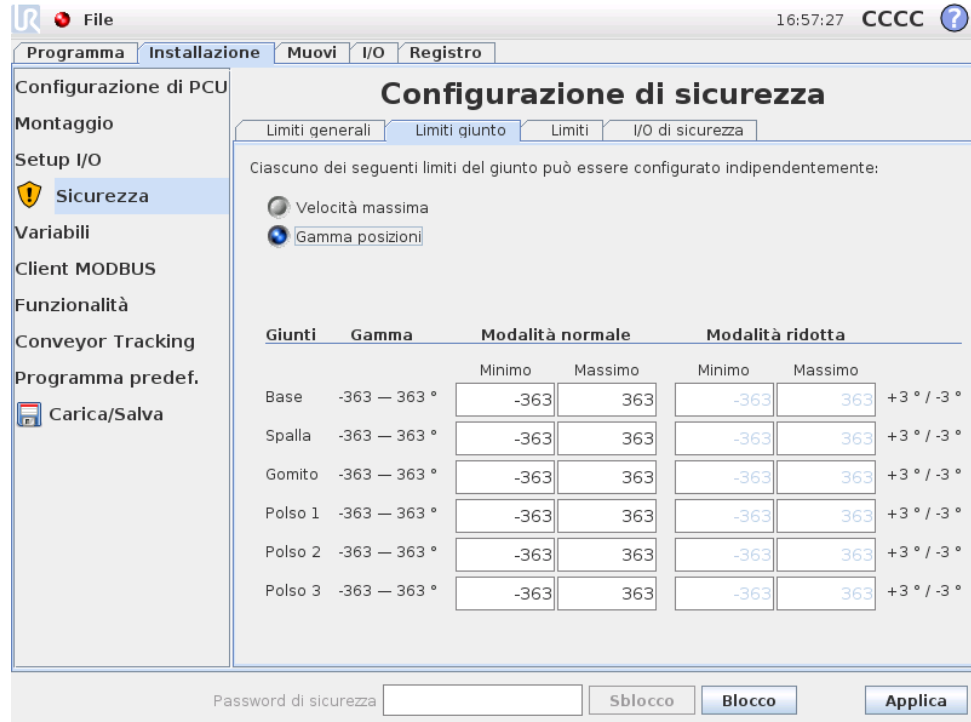 UR File 16:57:27 CCCC ?
Programma Installazione Muovi I/O Registro
Configurazione di PCU
Montaggio
Setup I/O
Sicurezza
Variabili
Client MODBUS
Funzionalità
Conveyor Tracking
Programma predef.
Carica/Salva
Configurazione di sicurezza
Limiti generali Limiti giunto Limiti I/O di sicurezza
Ciascuno dei seguenti limiti del giunto può essere configurato indipendentemente:
Velocità massima
Gamma posizioni
Giunti Gamma Modalità normale Modalità ridotta
Minimo Massimo Minimo Massimo
Base -363 — 363 ° -363 363 -363 363 +3 ° / -3 °
Spalla -363 — 363 ° -363 363 -363 363 +3 ° / -3 °
Gomito -363 — 363 ° -363 363 -363 363 +3 ° / -3 °
Polso 1 -363 — 363 ° -363 363 -363 363 +3 ° / -3 °
Polso 2 -363 — 363 ° -363 363 -363 363 +3 ° / -3 °
Polso 3 -363 — 363 ° -363 363 -363 363 +3 ° / -3 °
Password di sicurezza Sblocco Blocco Applica